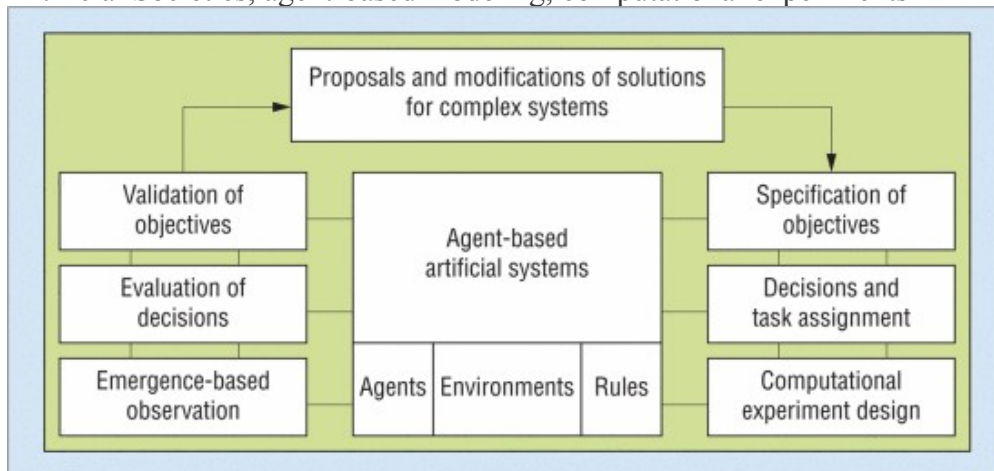 Proposals and modifications of solutions
for complex systems
Validation of
objectives
Agent-based
artificial systems
Specification of
objectives
Evaluation of
decisions
Decisions and
task assignment
Emergence-based
observation
Agents
Environments
Rules
Computational
experiment design